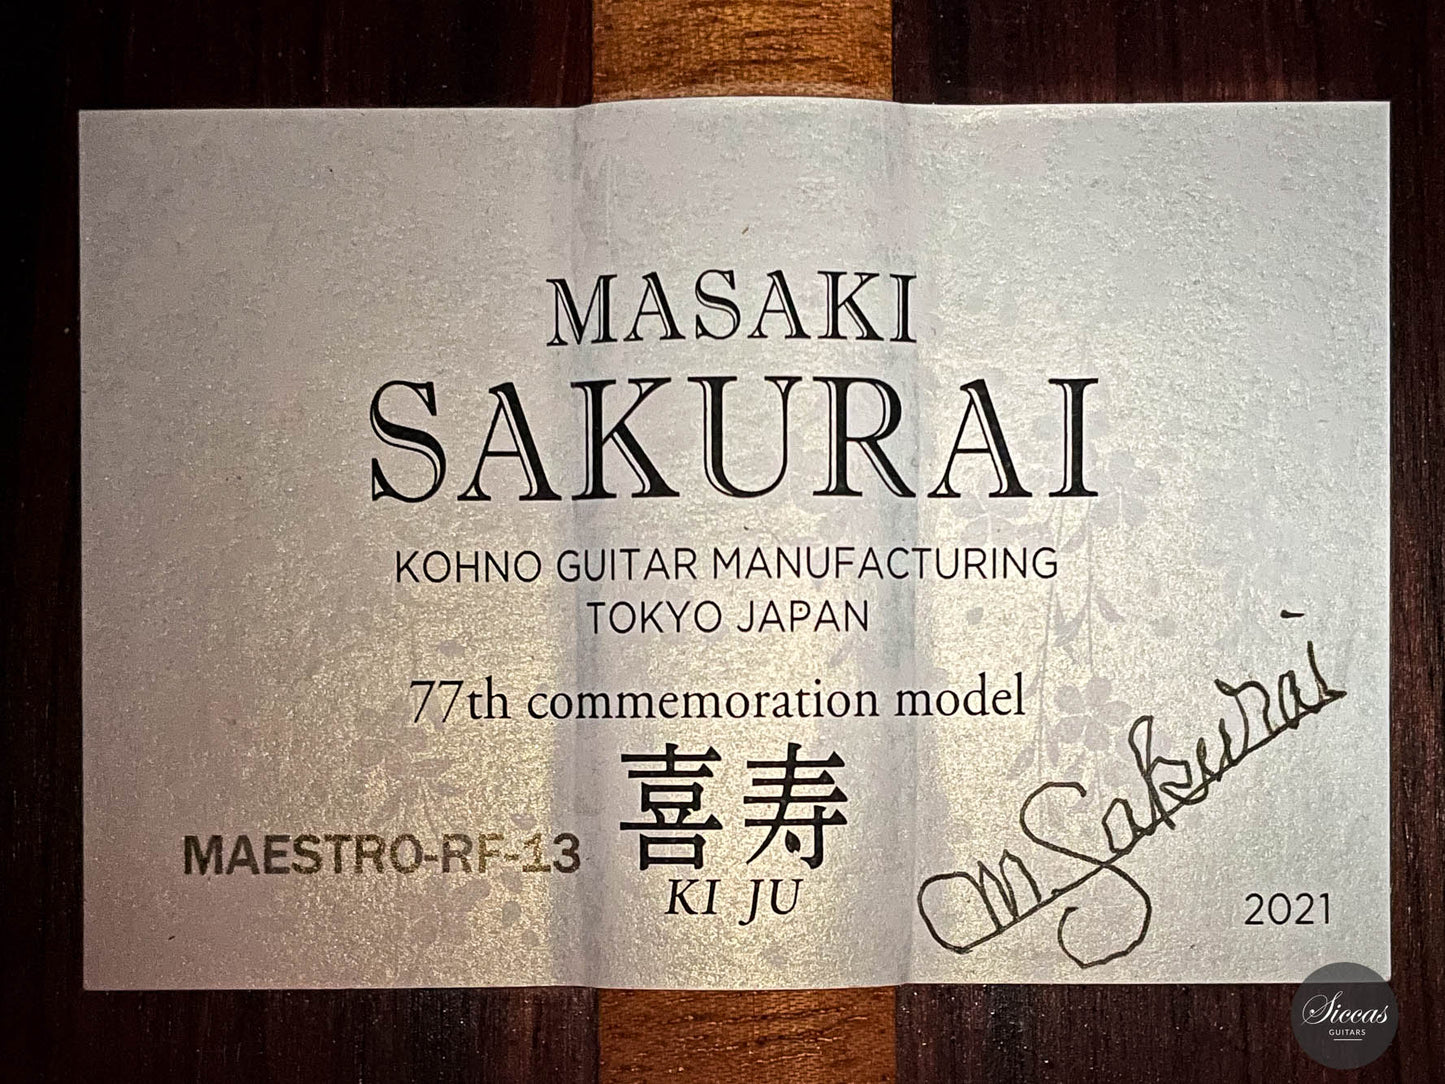 MASAKI
SAKURAI
KOHNO GUITAR MANUFACTURING
TOKYO JAPAN
77th commemoration model
喜寿
KI JU
MAESTRO-RF-13
M. Sakurai
2021
Siccas
GUITARS